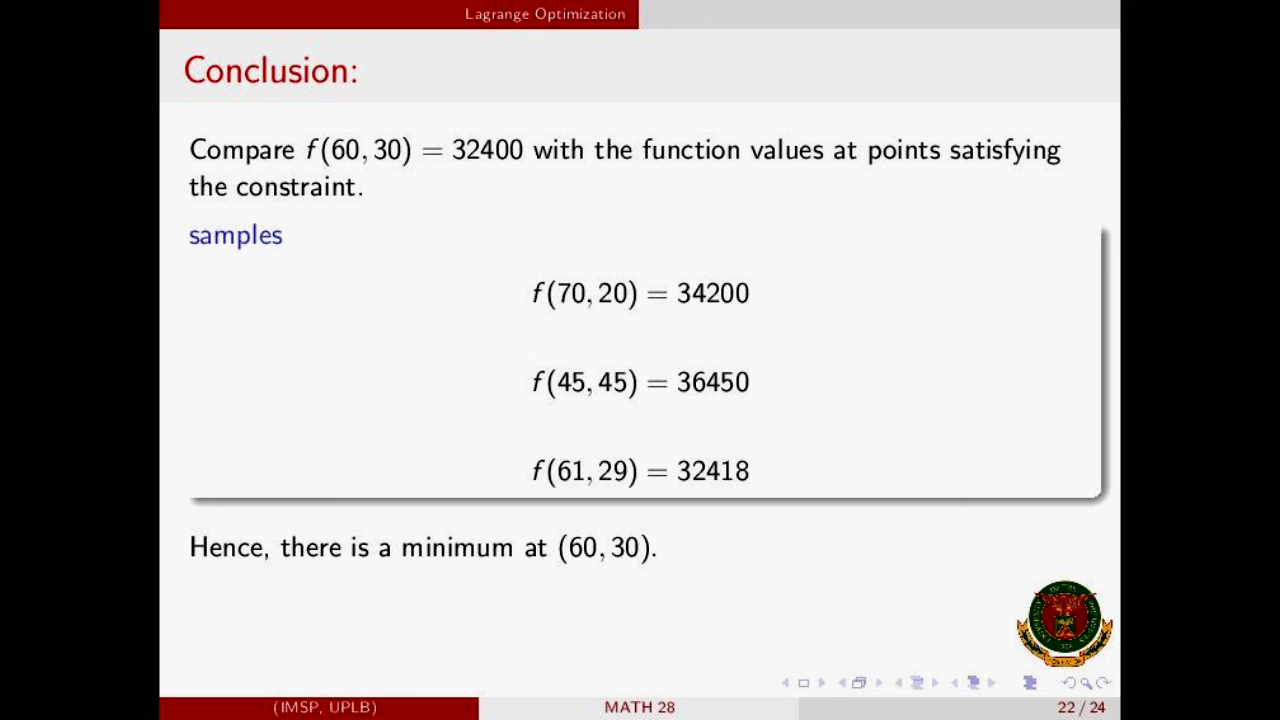 Lagrange Optimization
Conclusion:
Compare f(60, 30) = 32400 with the function values at points satisfying
the constraint.
samples
f(70, 20) = 34200
f(45, 45) = 36450
f(61, 29) = 32418
Hence, there is a minimum at (60, 30).
(IMSP, UPLB)
MATH 28
22 / 24